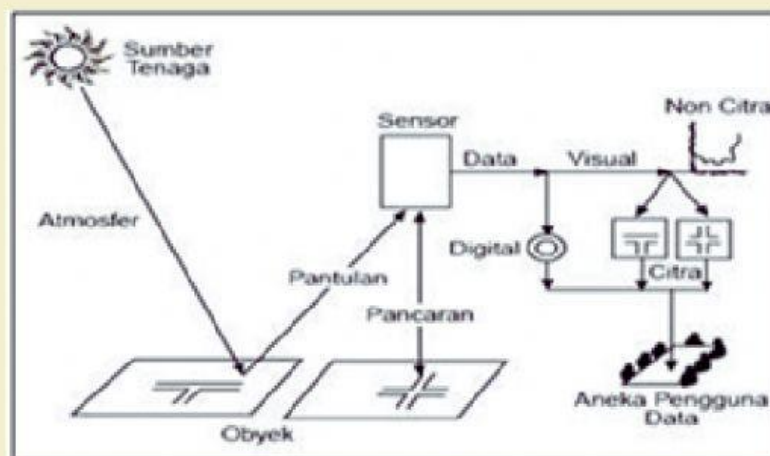 Sumber
Tenaga
Non Citra
Sensor
Data
Visual
Atmosfer
Digital
Citra
Pantulan
Pancaran
Obyek
Aneka Pengguna
Data